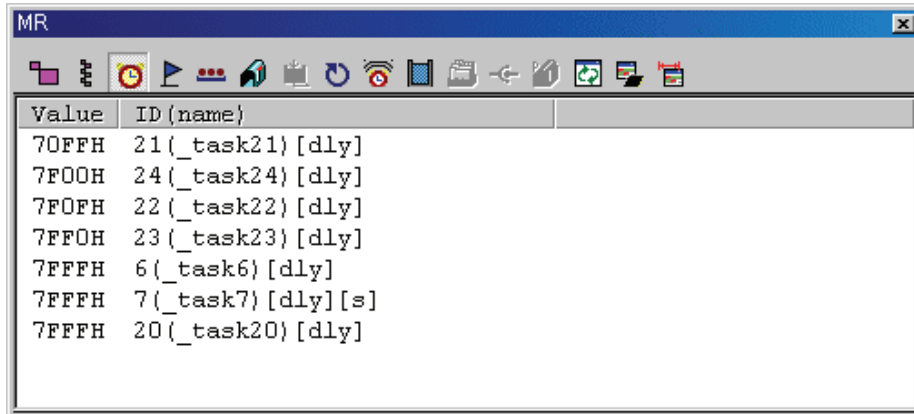 MR
Value ID(name)
70FFH 21(_task21)[dly]
7F00H 24(_task24)[dly]
7F0FH 22(_task22)[dly]
7FF0H 23(_task23)[dly]
7FFFH 6(_task6)[dly]
7FFFH 7(_task7)[dly][s]
7FFFH 20(_task20)[dly]